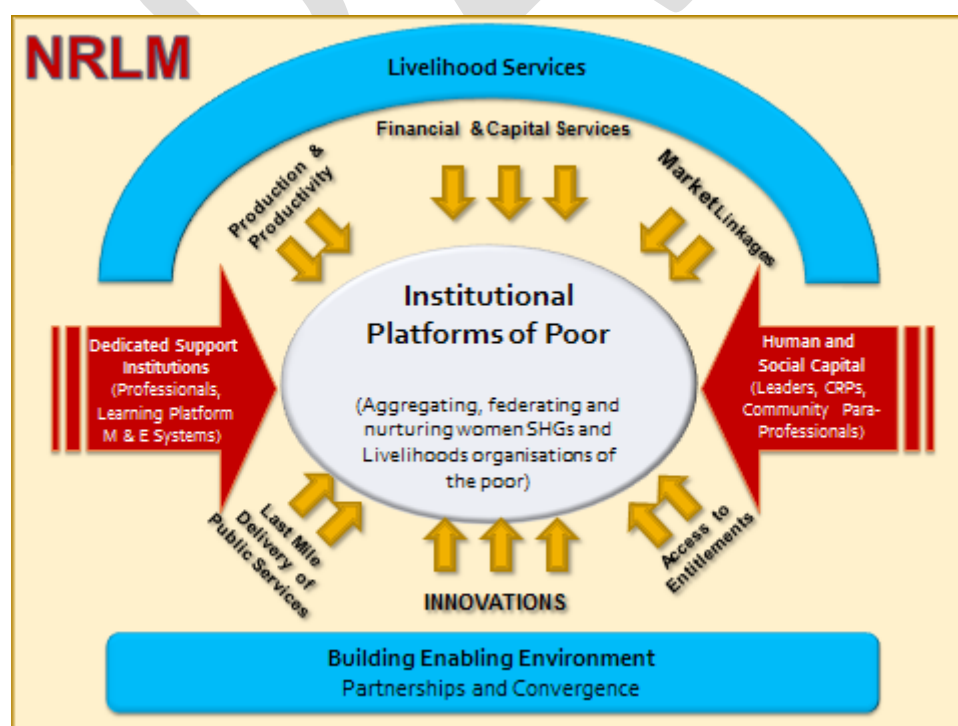 NRLM
Livelihood Services
Financial & Capital Services
Production &
Productivity
Market Linkages
Institutional
Platforms of Poor
(Aggregating, federating and
nurturing women SHGs and
Livelihoods organisations of
the poor)
Dedicated Support
Institutions
(Professionals,
Learning Platform
M & E Systems)
Human and
Social Capital
(Leaders, CRPs,
Community Para-
Professionals)
Last Mile
Delivery of
Public Services
INNOVATIONS
Access to
Entitlements
Building Enabling Environment
Partnerships and Convergence